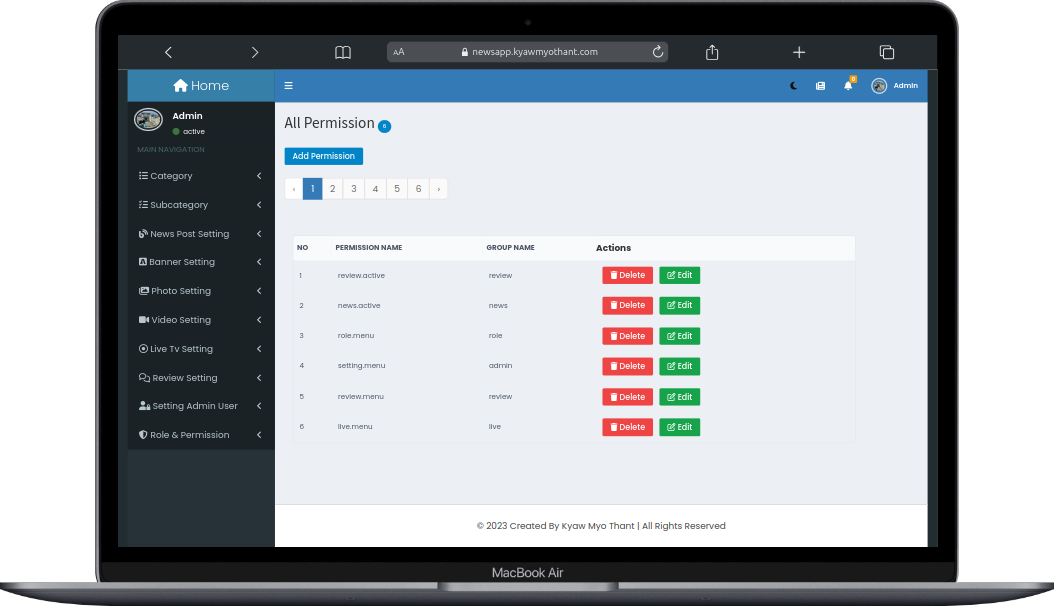 AA newsapp.kyawmyothant.com
Home
0
Admin
Admin
active
MAIN NAVIGATION
Category
Subcategory
News Post Setting
Banner Setting
Photo Setting
Video Setting
Live Tv Setting
Review Setting
Setting Admin User
Role & Permission
All Permission 6
Add Permission
‹ 1 2 3 4 5 6 ›
NO PERMISSION NAME GROUP NAME Actions
1 review.active review Delete Edit
2 news.active news Delete Edit
3 role.menu role Delete Edit
4 setting.menu admin Delete Edit
5 review.menu review Delete Edit
6 live.menu live Delete Edit
© 2023 Created By Kyaw Myo Thant | All Rights Reserved
MacBook Air